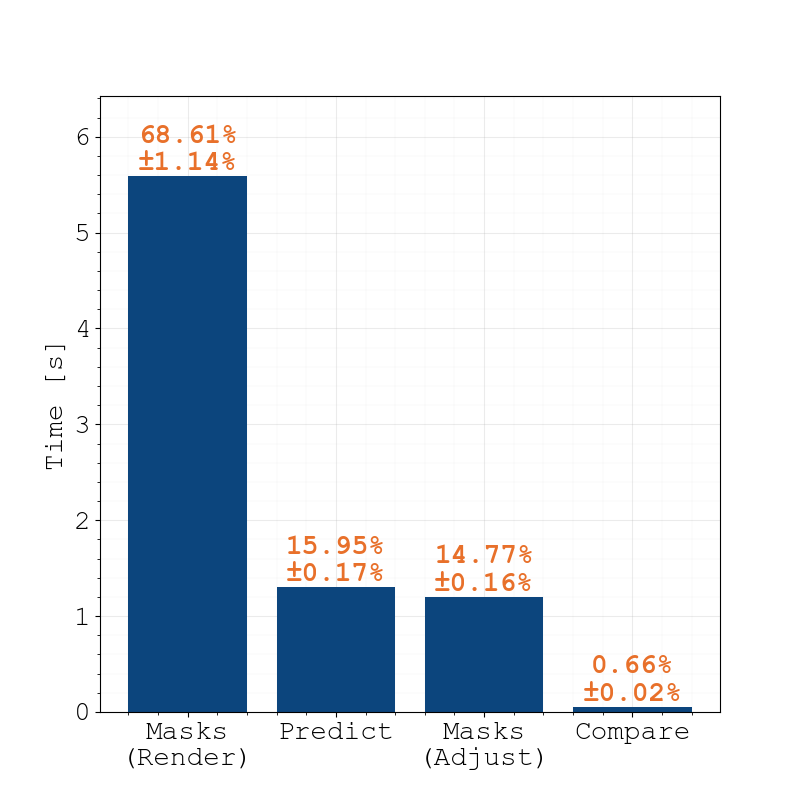 68.61%
±1.14%
15.95%
±0.17%
14.77%
±0.16%
0.66%
±0.02%
6
5
4
3
2
1
0
Time [s]
Masks
(Render)
Predict
Masks
(Adjust)
Compare